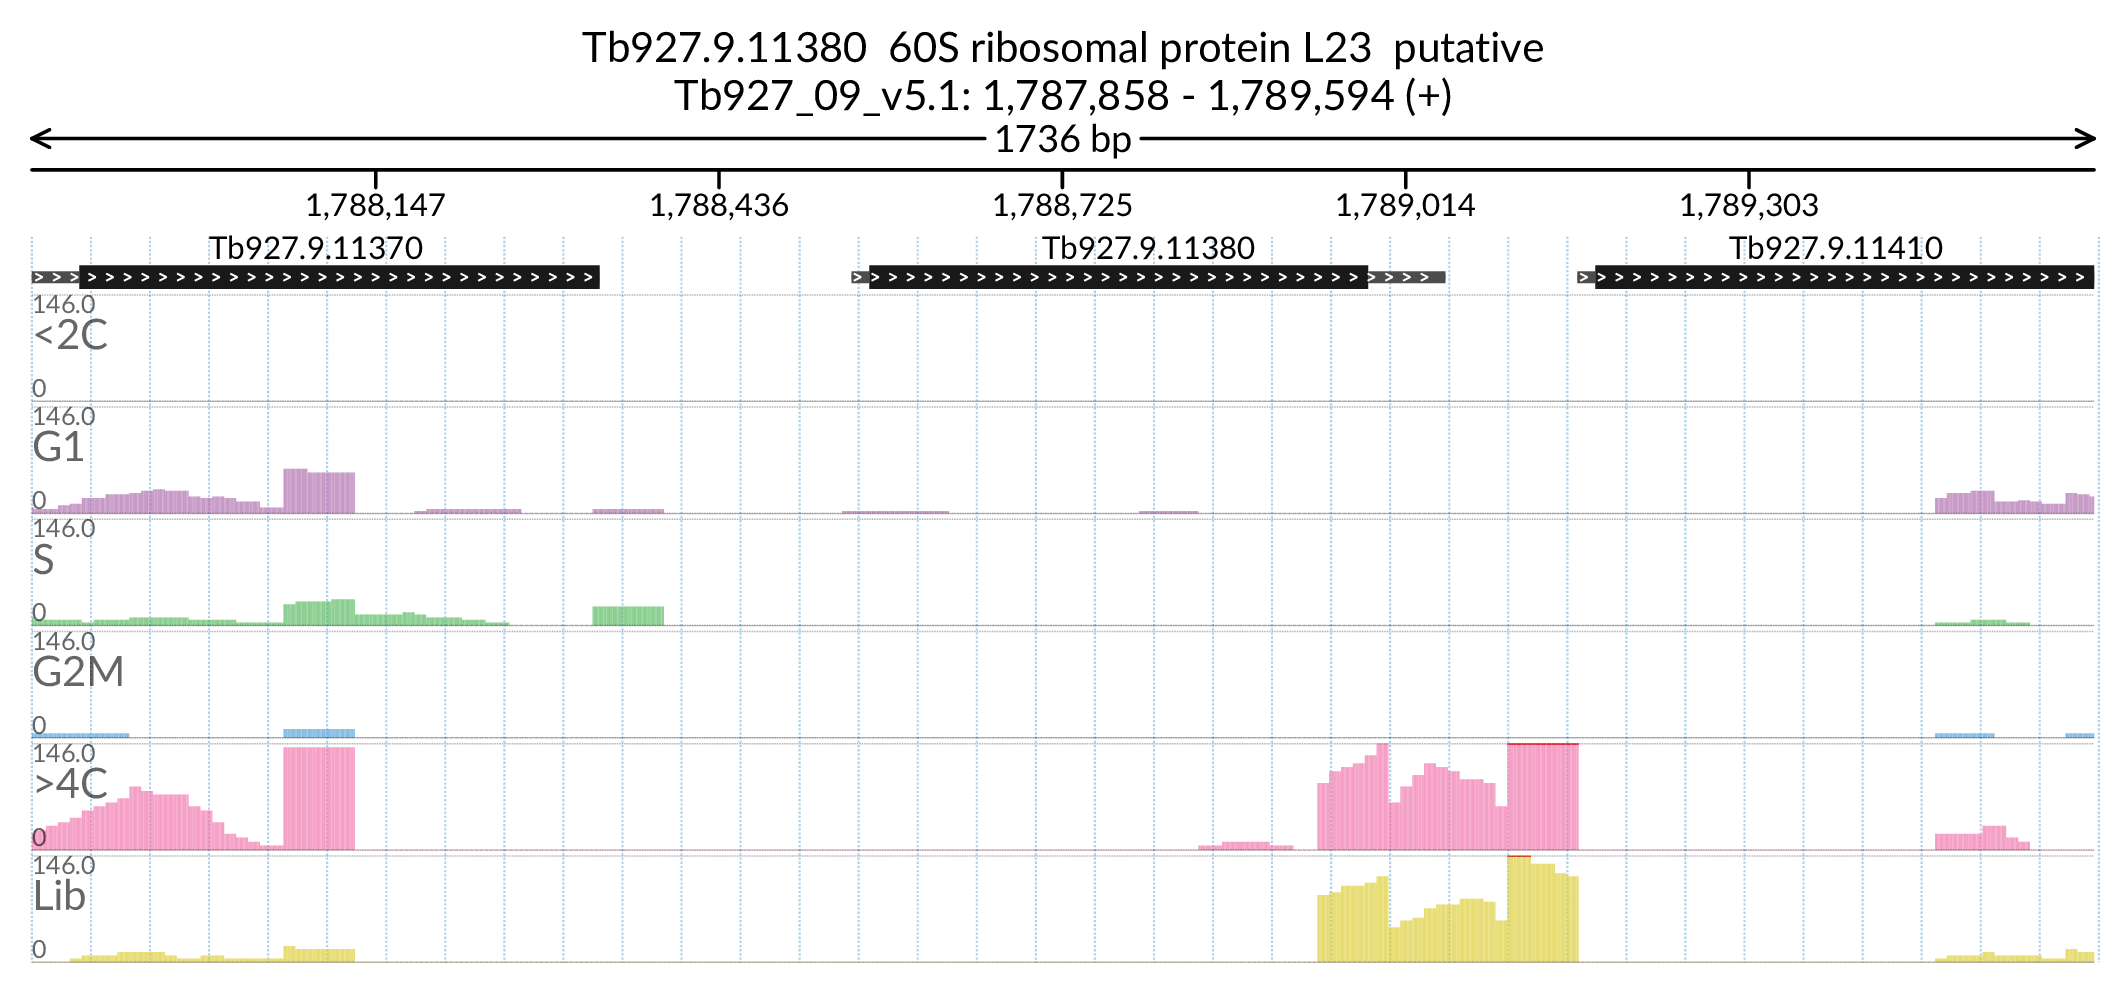 Tb927.9.11380  60S ribosomal protein L23  putative
Tb927_09_v5.1: 1,787,858 - 1,789,594 (+)
1736 bp
1,788,147 1,788,436 1,788,725 1,789,014 1,789,303
Tb927.9.11370 Tb927.9.11380 Tb927.9.11410
146.0
<2C
0
146.0
G1
0
146.0
S
0
146.0
G2M
0
146.0
>4C
0
146.0
Lib
0